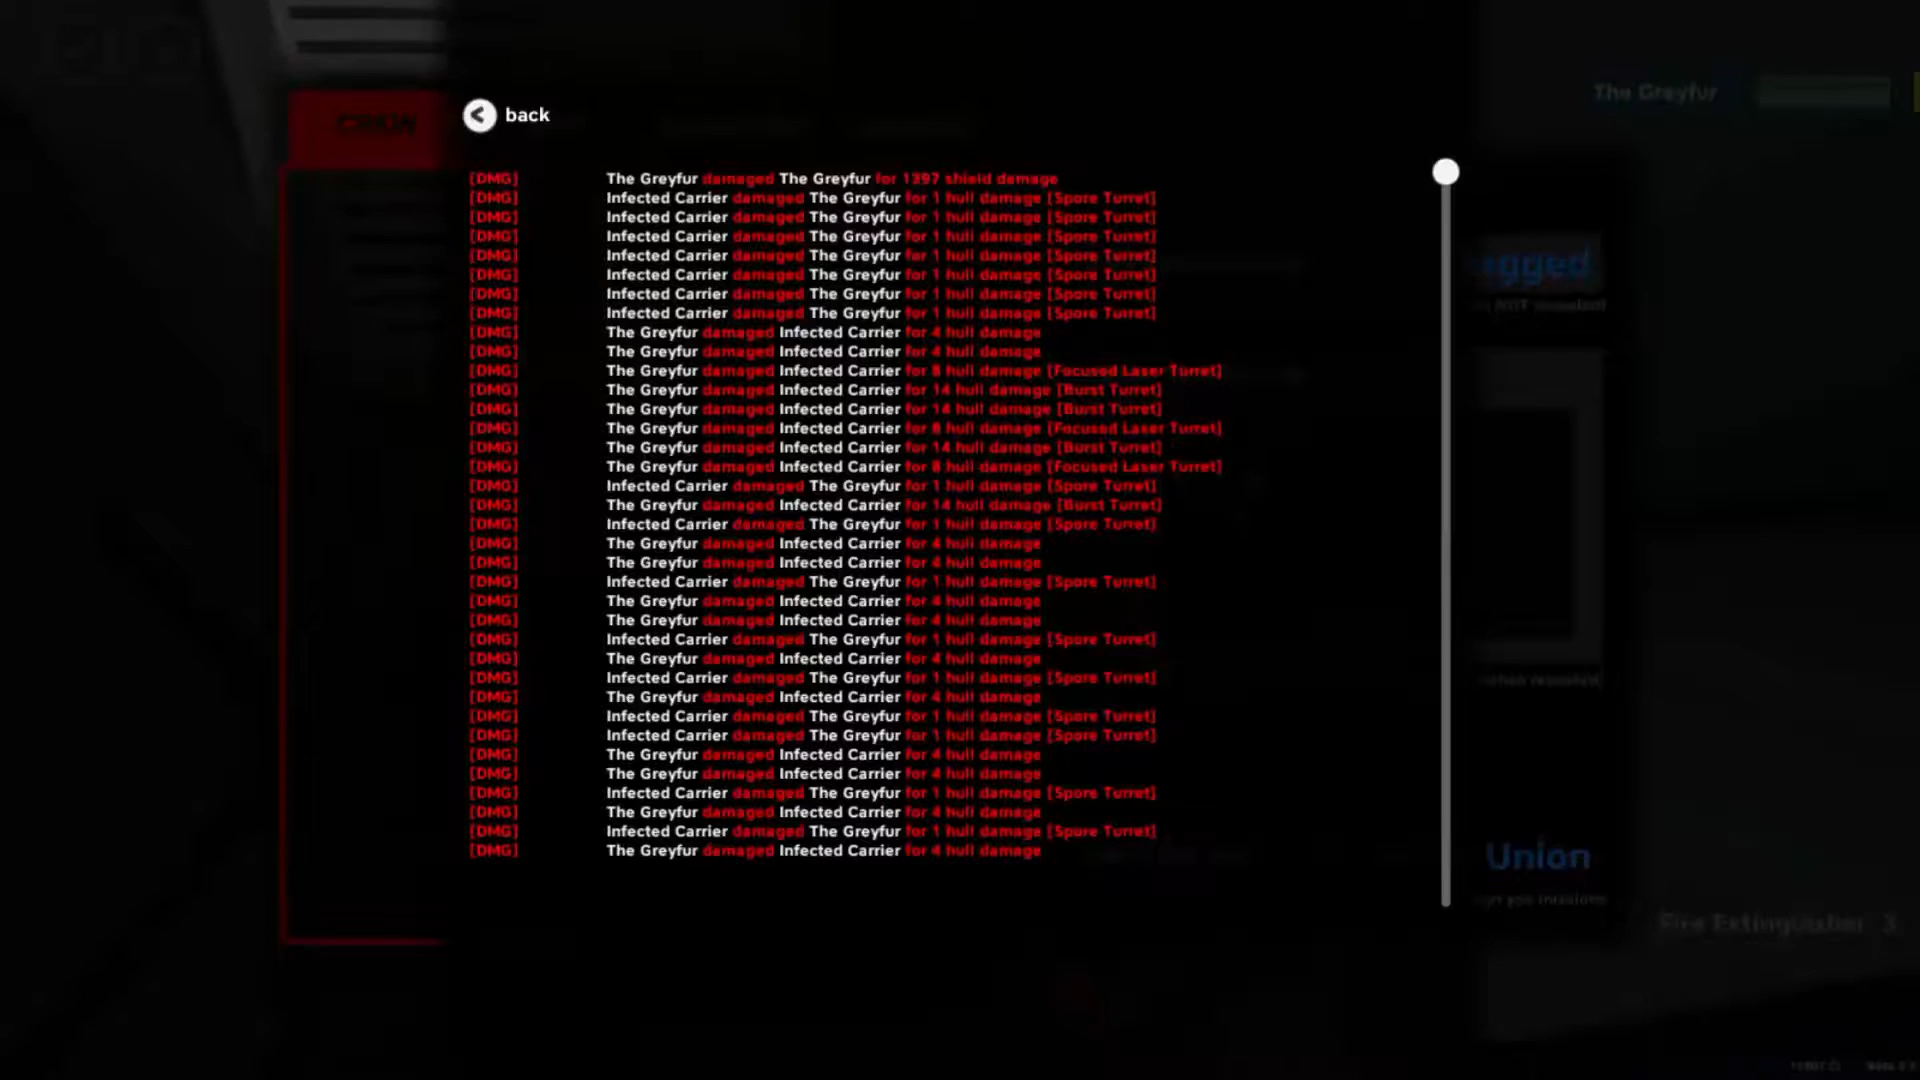 CREW
back
The Greyfur
[DMG] The Greyfur damaged The Greyfur for 1397 shield damage
[DMG] Infected Carrier damaged The Greyfur for 1 hull damage [Spore Turret]
[DMG] Infected Carrier damaged The Greyfur for 1 hull damage [Spore Turret]
[DMG] Infected Carrier damaged The Greyfur for 1 hull damage [Spore Turret]
[DMG] Infected Carrier damaged The Greyfur for 1 hull damage [Spore Turret]
[DMG] Infected Carrier damaged The Greyfur for 1 hull damage [Spore Turret]
[DMG] Infected Carrier damaged The Greyfur for 1 hull damage [Spore Turret]
[DMG] Infected Carrier damaged The Greyfur for 1 hull damage [Spore Turret]
[DMG] The Greyfur damaged Infected Carrier for 4 hull damage
[DMG] The Greyfur damaged Infected Carrier for 4 hull damage
[DMG] The Greyfur damaged Infected Carrier for 8 hull damage [Focused Laser Turret]
[DMG] The Greyfur damaged Infected Carrier for 14 hull damage [Burst Turret]
[DMG] The Greyfur damaged Infected Carrier for 14 hull damage [Burst Turret]
[DMG] The Greyfur damaged Infected Carrier for 8 hull damage [Focused Laser Turret]
[DMG] The Greyfur damaged Infected Carrier for 14 hull damage [Burst Turret]
[DMG] The Greyfur damaged Infected Carrier for 8 hull damage [Focused Laser Turret]
[DMG] Infected Carrier damaged The Greyfur for 1 hull damage [Spore Turret]
[DMG] The Greyfur damaged Infected Carrier for 14 hull damage [Burst Turret]
[DMG] Infected Carrier damaged The Greyfur for 1 hull damage [Spore Turret]
[DMG] The Greyfur damaged Infected Carrier for 4 hull damage
[DMG] The Greyfur damaged Infected Carrier for 4 hull damage
[DMG] Infected Carrier damaged The Greyfur for 1 hull damage [Spore Turret]
[DMG] The Greyfur damaged Infected Carrier for 4 hull damage
[DMG] The Greyfur damaged Infected Carrier for 4 hull damage
[DMG] Infected Carrier damaged The Greyfur for 1 hull damage [Spore Turret]
[DMG] The Greyfur damaged Infected Carrier for 4 hull damage
[DMG] Infected Carrier damaged The Greyfur for 1 hull damage [Spore Turret]
[DMG] The Greyfur damaged Infected Carrier for 4 hull damage
[DMG] Infected Carrier damaged The Greyfur for 1 hull damage [Spore Turret]
[DMG] Infected Carrier damaged The Greyfur for 1 hull damage [Spore Turret]
[DMG] The Greyfur damaged Infected Carrier for 4 hull damage
[DMG] The Greyfur damaged Infected Carrier for 4 hull damage
[DMG] Infected Carrier damaged The Greyfur for 1 hull damage [Spore Turret]
[DMG] The Greyfur damaged Infected Carrier for 4 hull damage
[DMG] Infected Carrier damaged The Greyfur for 1 hull damage [Spore Turret]
[DMG] The Greyfur damaged Infected Carrier for 4 hull damage
egged
Union
Fire Extinguisher 3